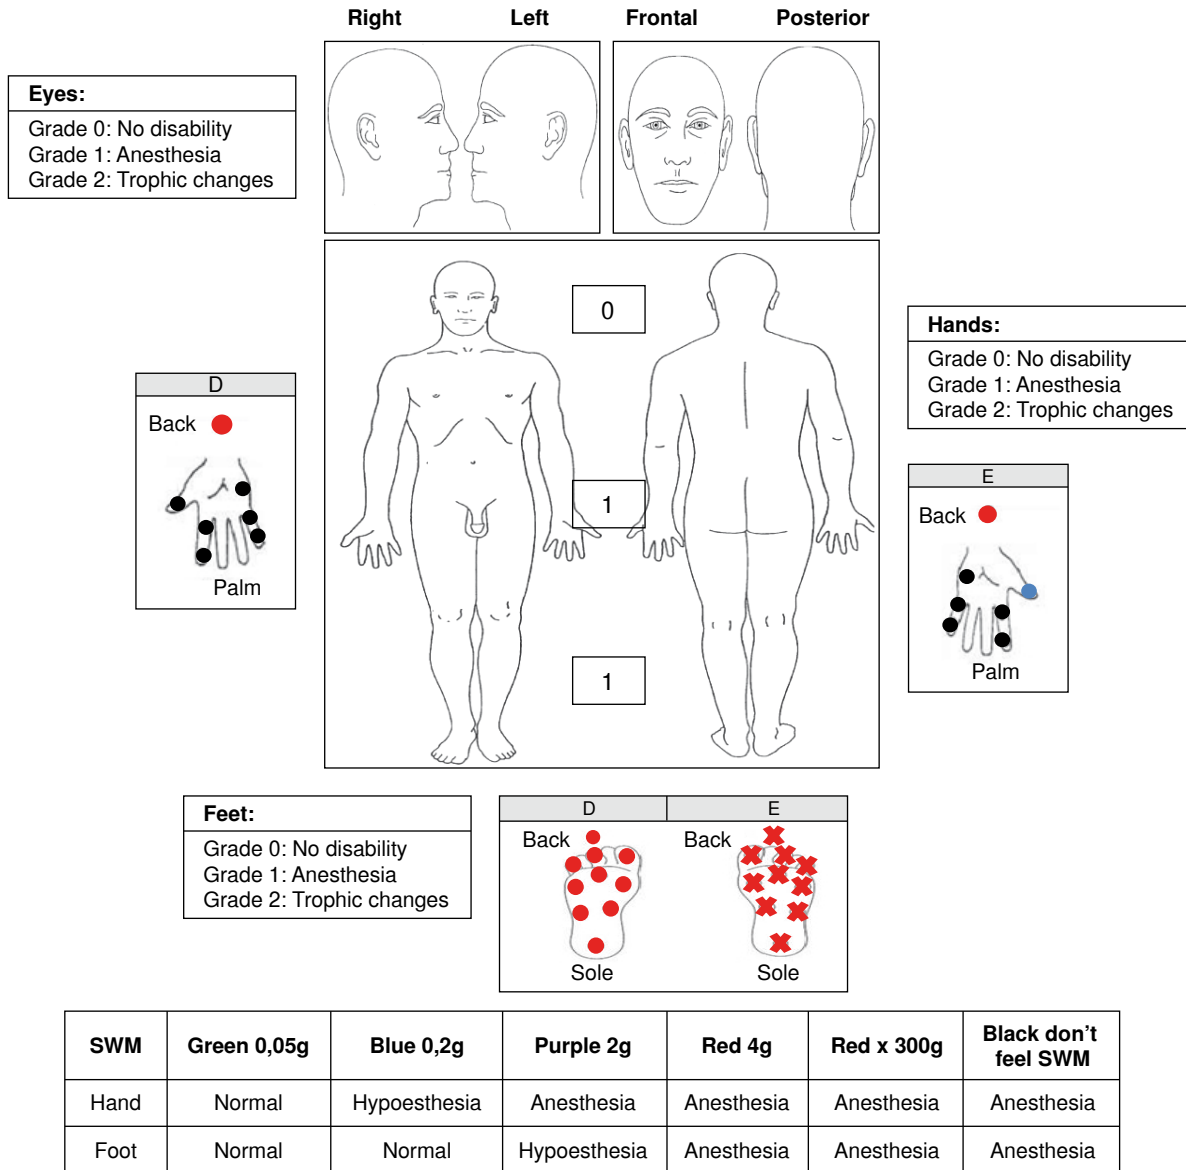 Right Left Frontal Posterior
Eyes:
Grade 0: No disability
Grade 1: Anesthesia
Grade 2: Trophic changes
0
Hands:
Grade 0: No disability
Grade 1: Anesthesia
Grade 2: Trophic changes
D
Back
Palm
1
E
Back
Palm
1
Feet:
Grade 0: No disability
Grade 1: Anesthesia
Grade 2: Trophic changes
D E
Back Back
Sole Sole
SWM Green 0,05g Blue 0,2g Purple 2g Red 4g Red x 300g Black don't
feel SWM
Hand Normal Hypoesthesia Anesthesia Anesthesia Anesthesia Anesthesia
Foot Normal Normal Hypoesthesia Anesthesia Anesthesia Anesthesia